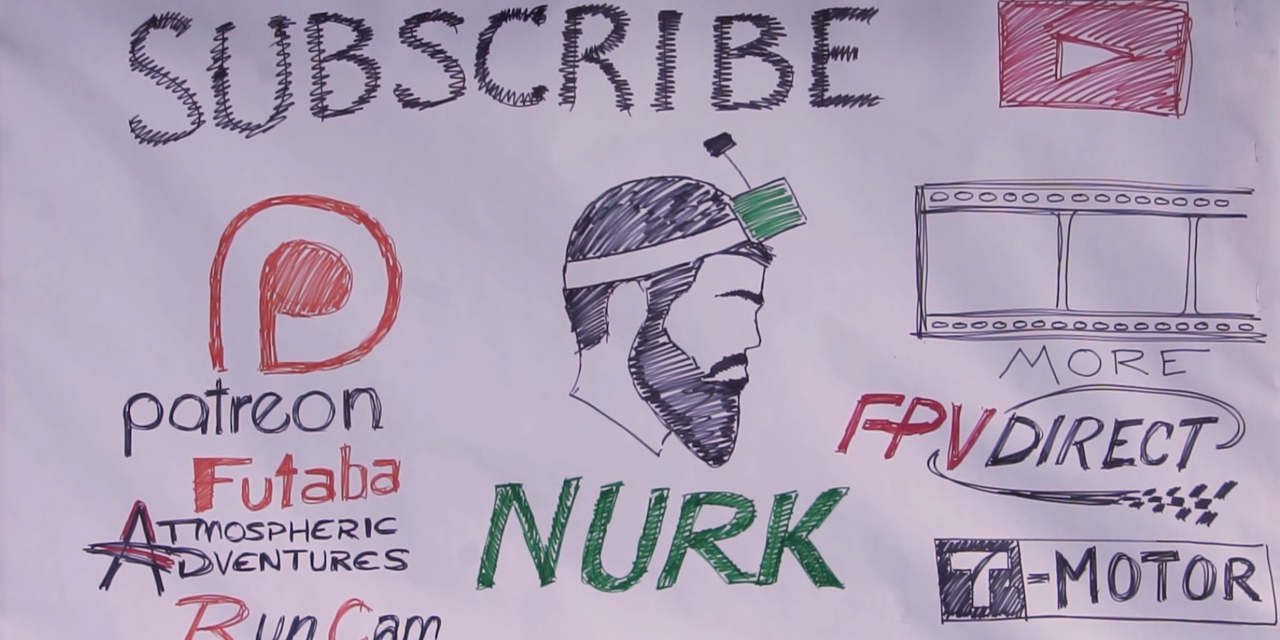 SUBSCRIBE
patreon
Futaba
ATMOSPHERIC
ADVENTURES
RunCam
NURK
MORE
FPVDIRECT
T-MOTOR